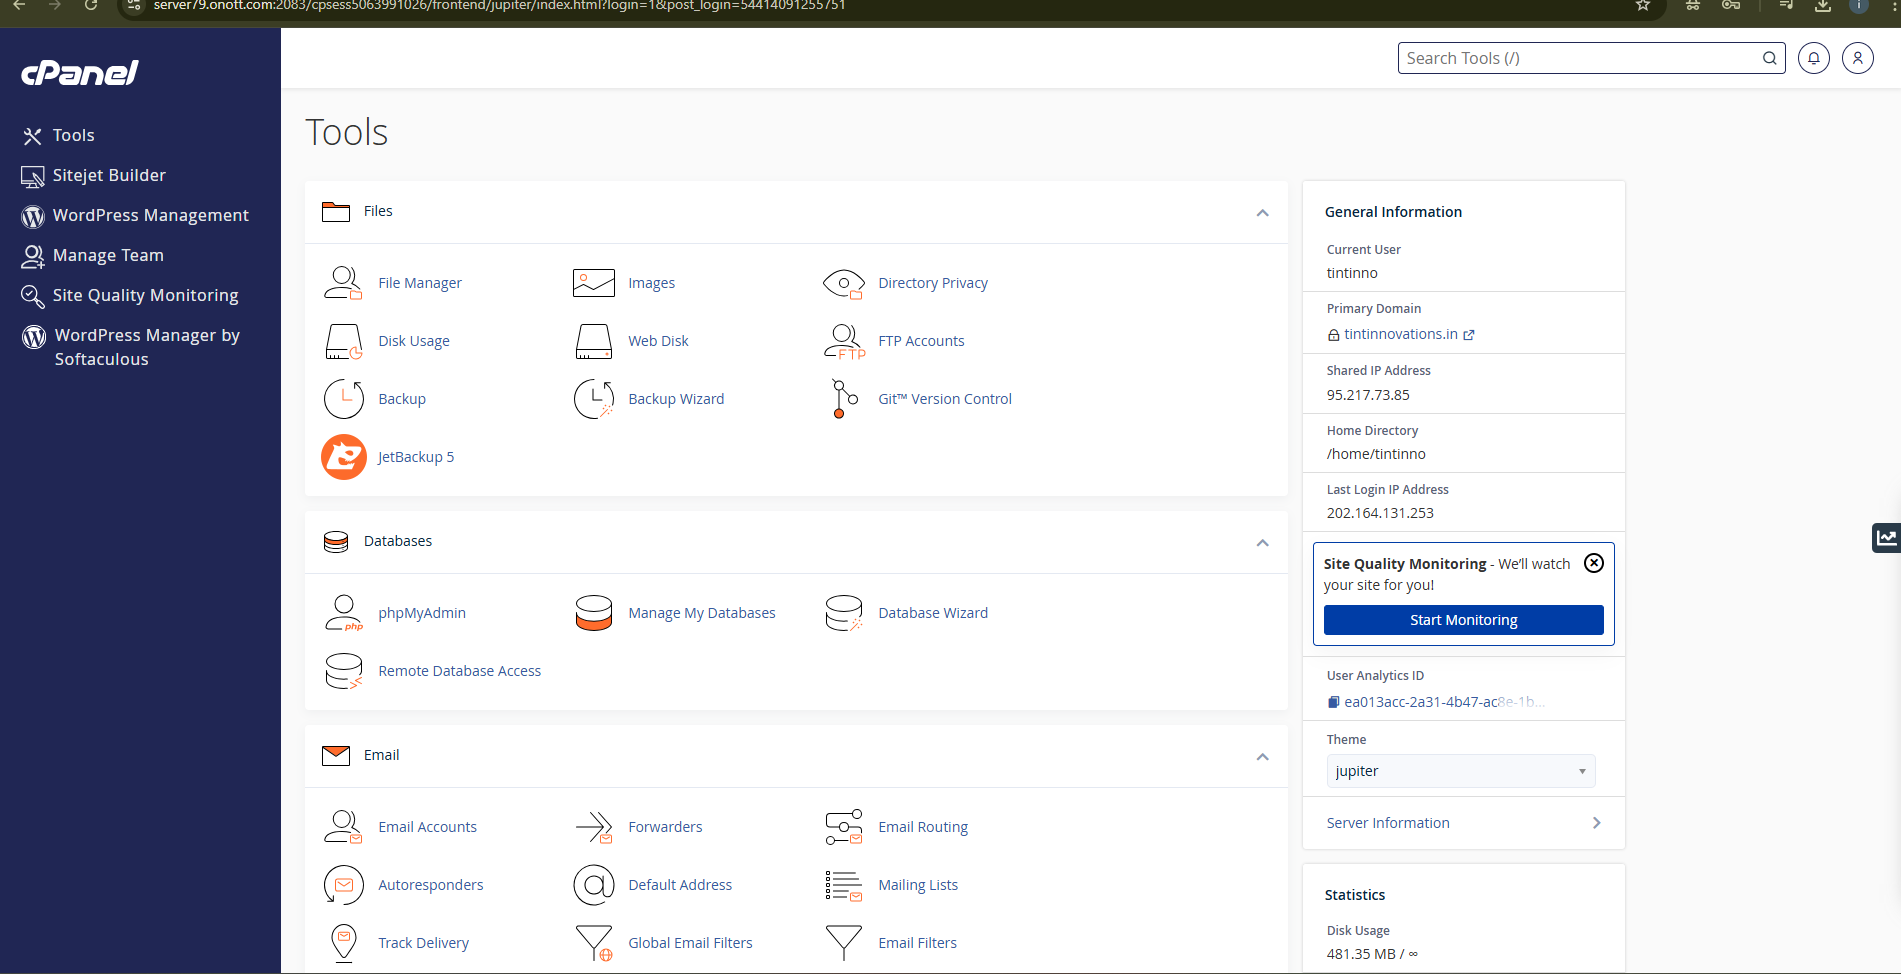 server79.onott.com:2083/cpsess5063991026/frontend/jupiter/index.html?login=1&post_login=54414091255751
cPanel
Search Tools (/)
Tools
Sitejet Builder
WordPress Management
Manage Team
Site Quality Monitoring
WordPress Manager by
Softaculous
Tools
Files
File Manager
Images
Directory Privacy
Disk Usage
Web Disk
FTP
FTP Accounts
Backup
Backup Wizard
Git™ Version Control
JetBackup 5
Databases
php
phpMyAdmin
Manage My Databases
Database Wizard
Remote Database Access
Email
Email Accounts
Forwarders
Email Routing
Autoresponders
Default Address
Mailing Lists
Track Delivery
Global Email Filters
Email Filters
General Information
Current User
tintinno
Primary Domain
tintinnovations.in
Shared IP Address
95.217.73.85
Home Directory
/home/tintinno
Last Login IP Address
202.164.131.253
Site Quality Monitoring - We'll watch
your site for you!
Start Monitoring
User Analytics ID
ea013acc-2a31-4b47-ac8e-1b...
Theme
jupiter
Server Information
Statistics
Disk Usage
481.35 MB / ∞